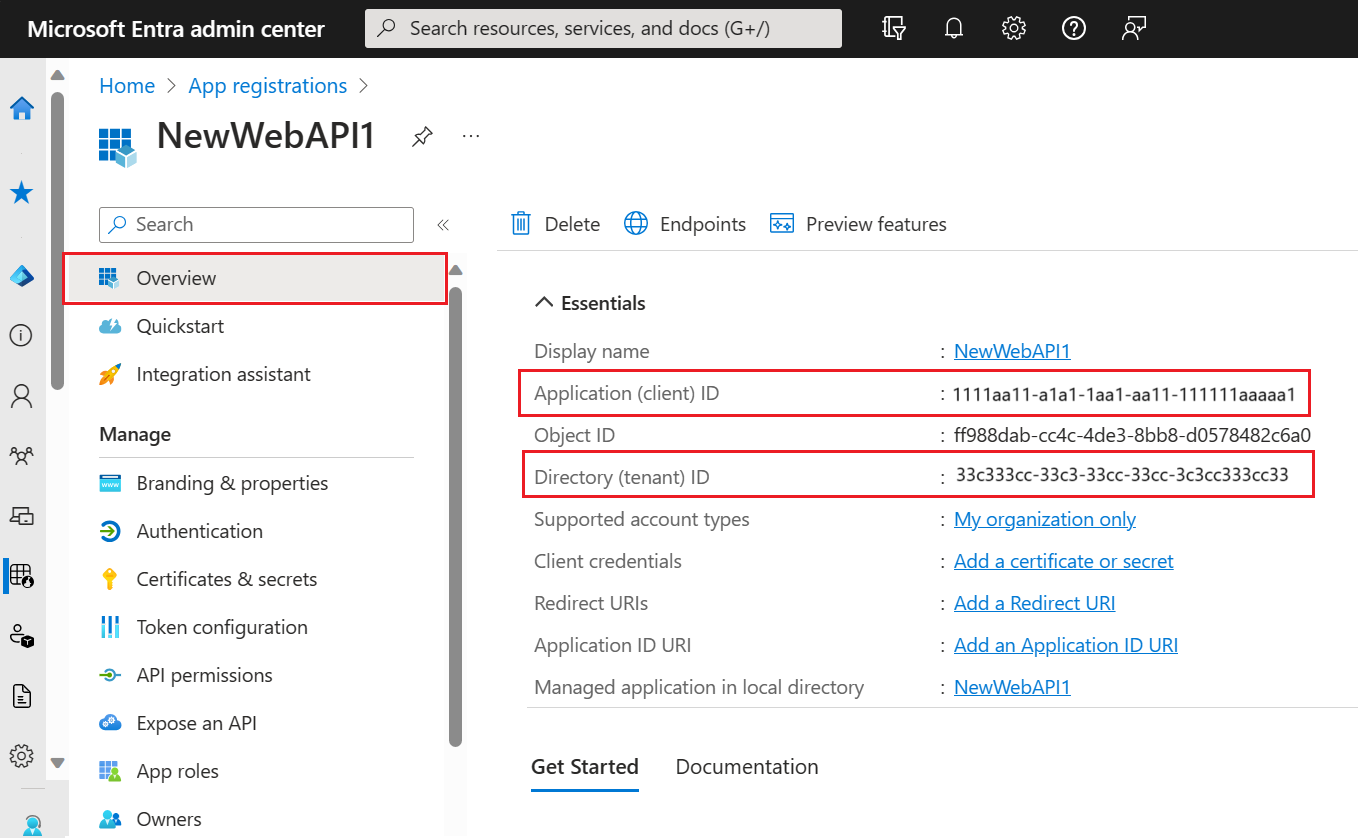 Microsoft Entra admin center
Search resources, services, and docs (G+/)
Home > App registrations >
NewWebAPI1
...
Search
«
Overview
Quickstart
Integration assistant
Manage
Branding & properties
Authentication
Certificates & secrets
Token configuration
API permissions
Expose an API
App roles
Owners
Delete Endpoints Preview features
Essentials
Display name : NewWebAPI1
Application (client) ID : 1111aa11-a1a1-1aa1-aa11-111111aaaaa1
Object ID : ff988dab-cc4c-4de3-8bb8-d0578482c6a0
Directory (tenant) ID : 33c333cc-33c3-33cc-33cc-3c3cc333cc33
Supported account types : My organization only
Client credentials : Add a certificate or secret
Redirect URIs : Add a Redirect URI
Application ID URI : Add an Application ID URI
Managed application in local directory : NewWebAPI1
Get Started Documentation